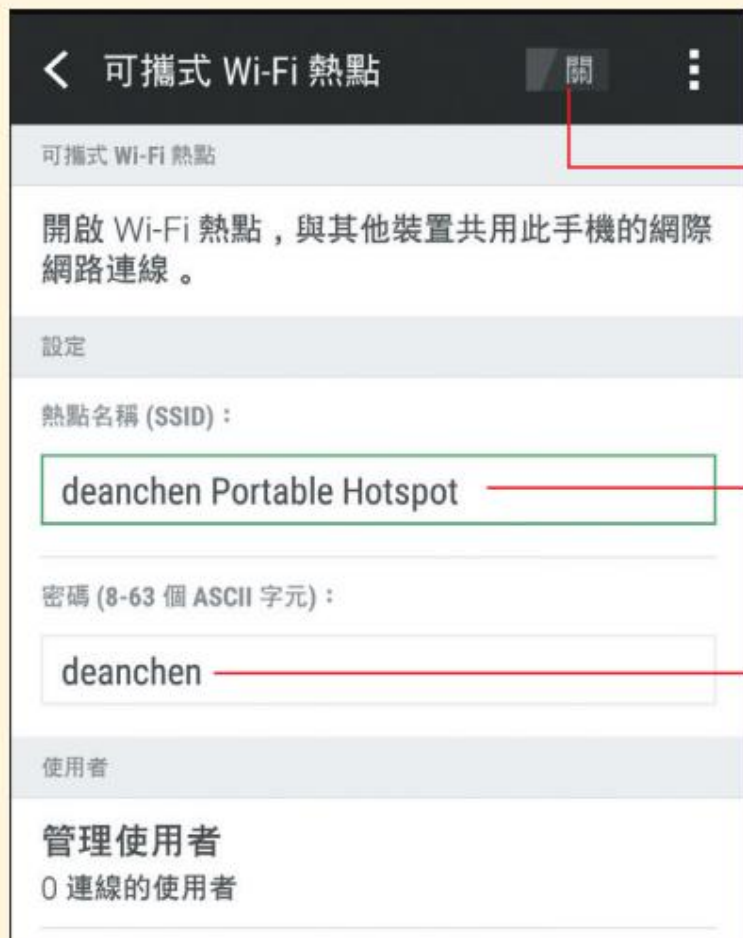 可攜式 Wi-Fi 熱點
關
可攜式 Wi-Fi 熱點
開啟 Wi-Fi 熱點，與其他裝置共用此手機的網際
網路連線。
設定
熱點名稱 (SSID)：
deanchen Portable Hotspot
密碼 (8-63 個 ASCII 字元)：
deanchen
使用者
管理使用者
0 連線的使用者